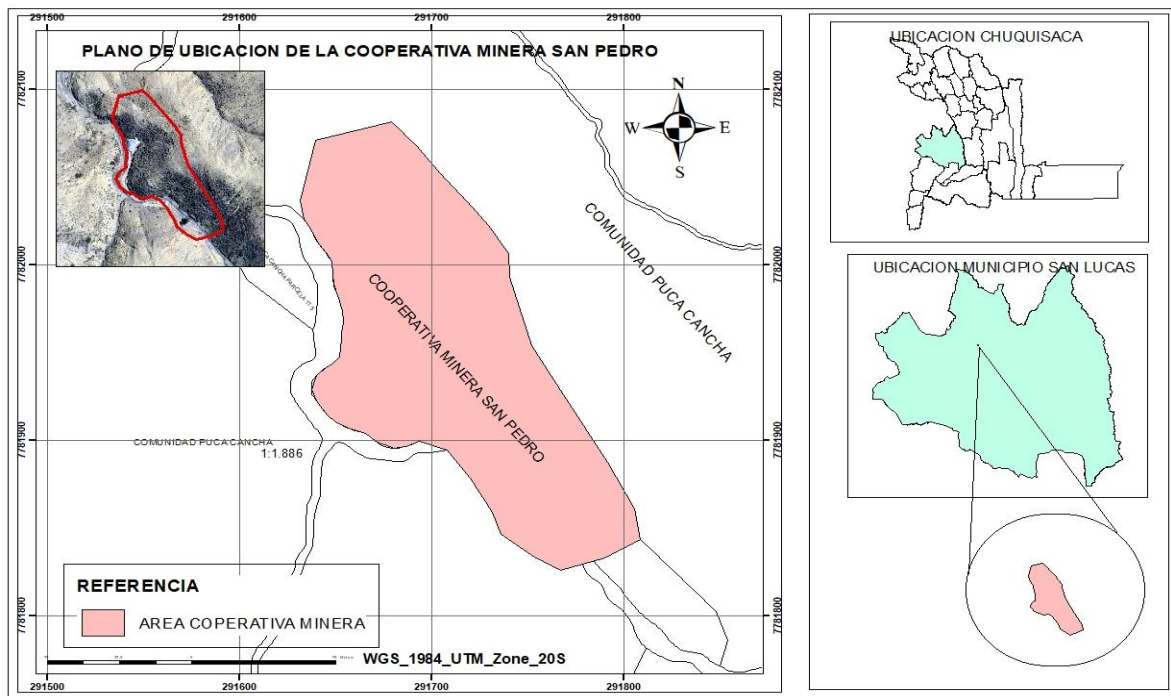 291500 291600 291700 291800
PLANO DE UBICACION DE LA COOPERATIVA MINERA SAN PEDRO
7782100 7782100
N
W E
S
7782000 7782000
COMUNIDAD PUCA CANCHA
COOPERATIVA MINERA SAN PEDRO
7781900 7781900
COMUNIDAD PUCA CANCHA
1:1.886
REFERENCIA
AREA COPERATIVA MINERA
7781800 7781800
WGS_1984_UTM_Zone_20S
291500 291600 291700 291800
UBICACION CHUQUISACA
UBICACION MUNICIPIO SAN LUCAS